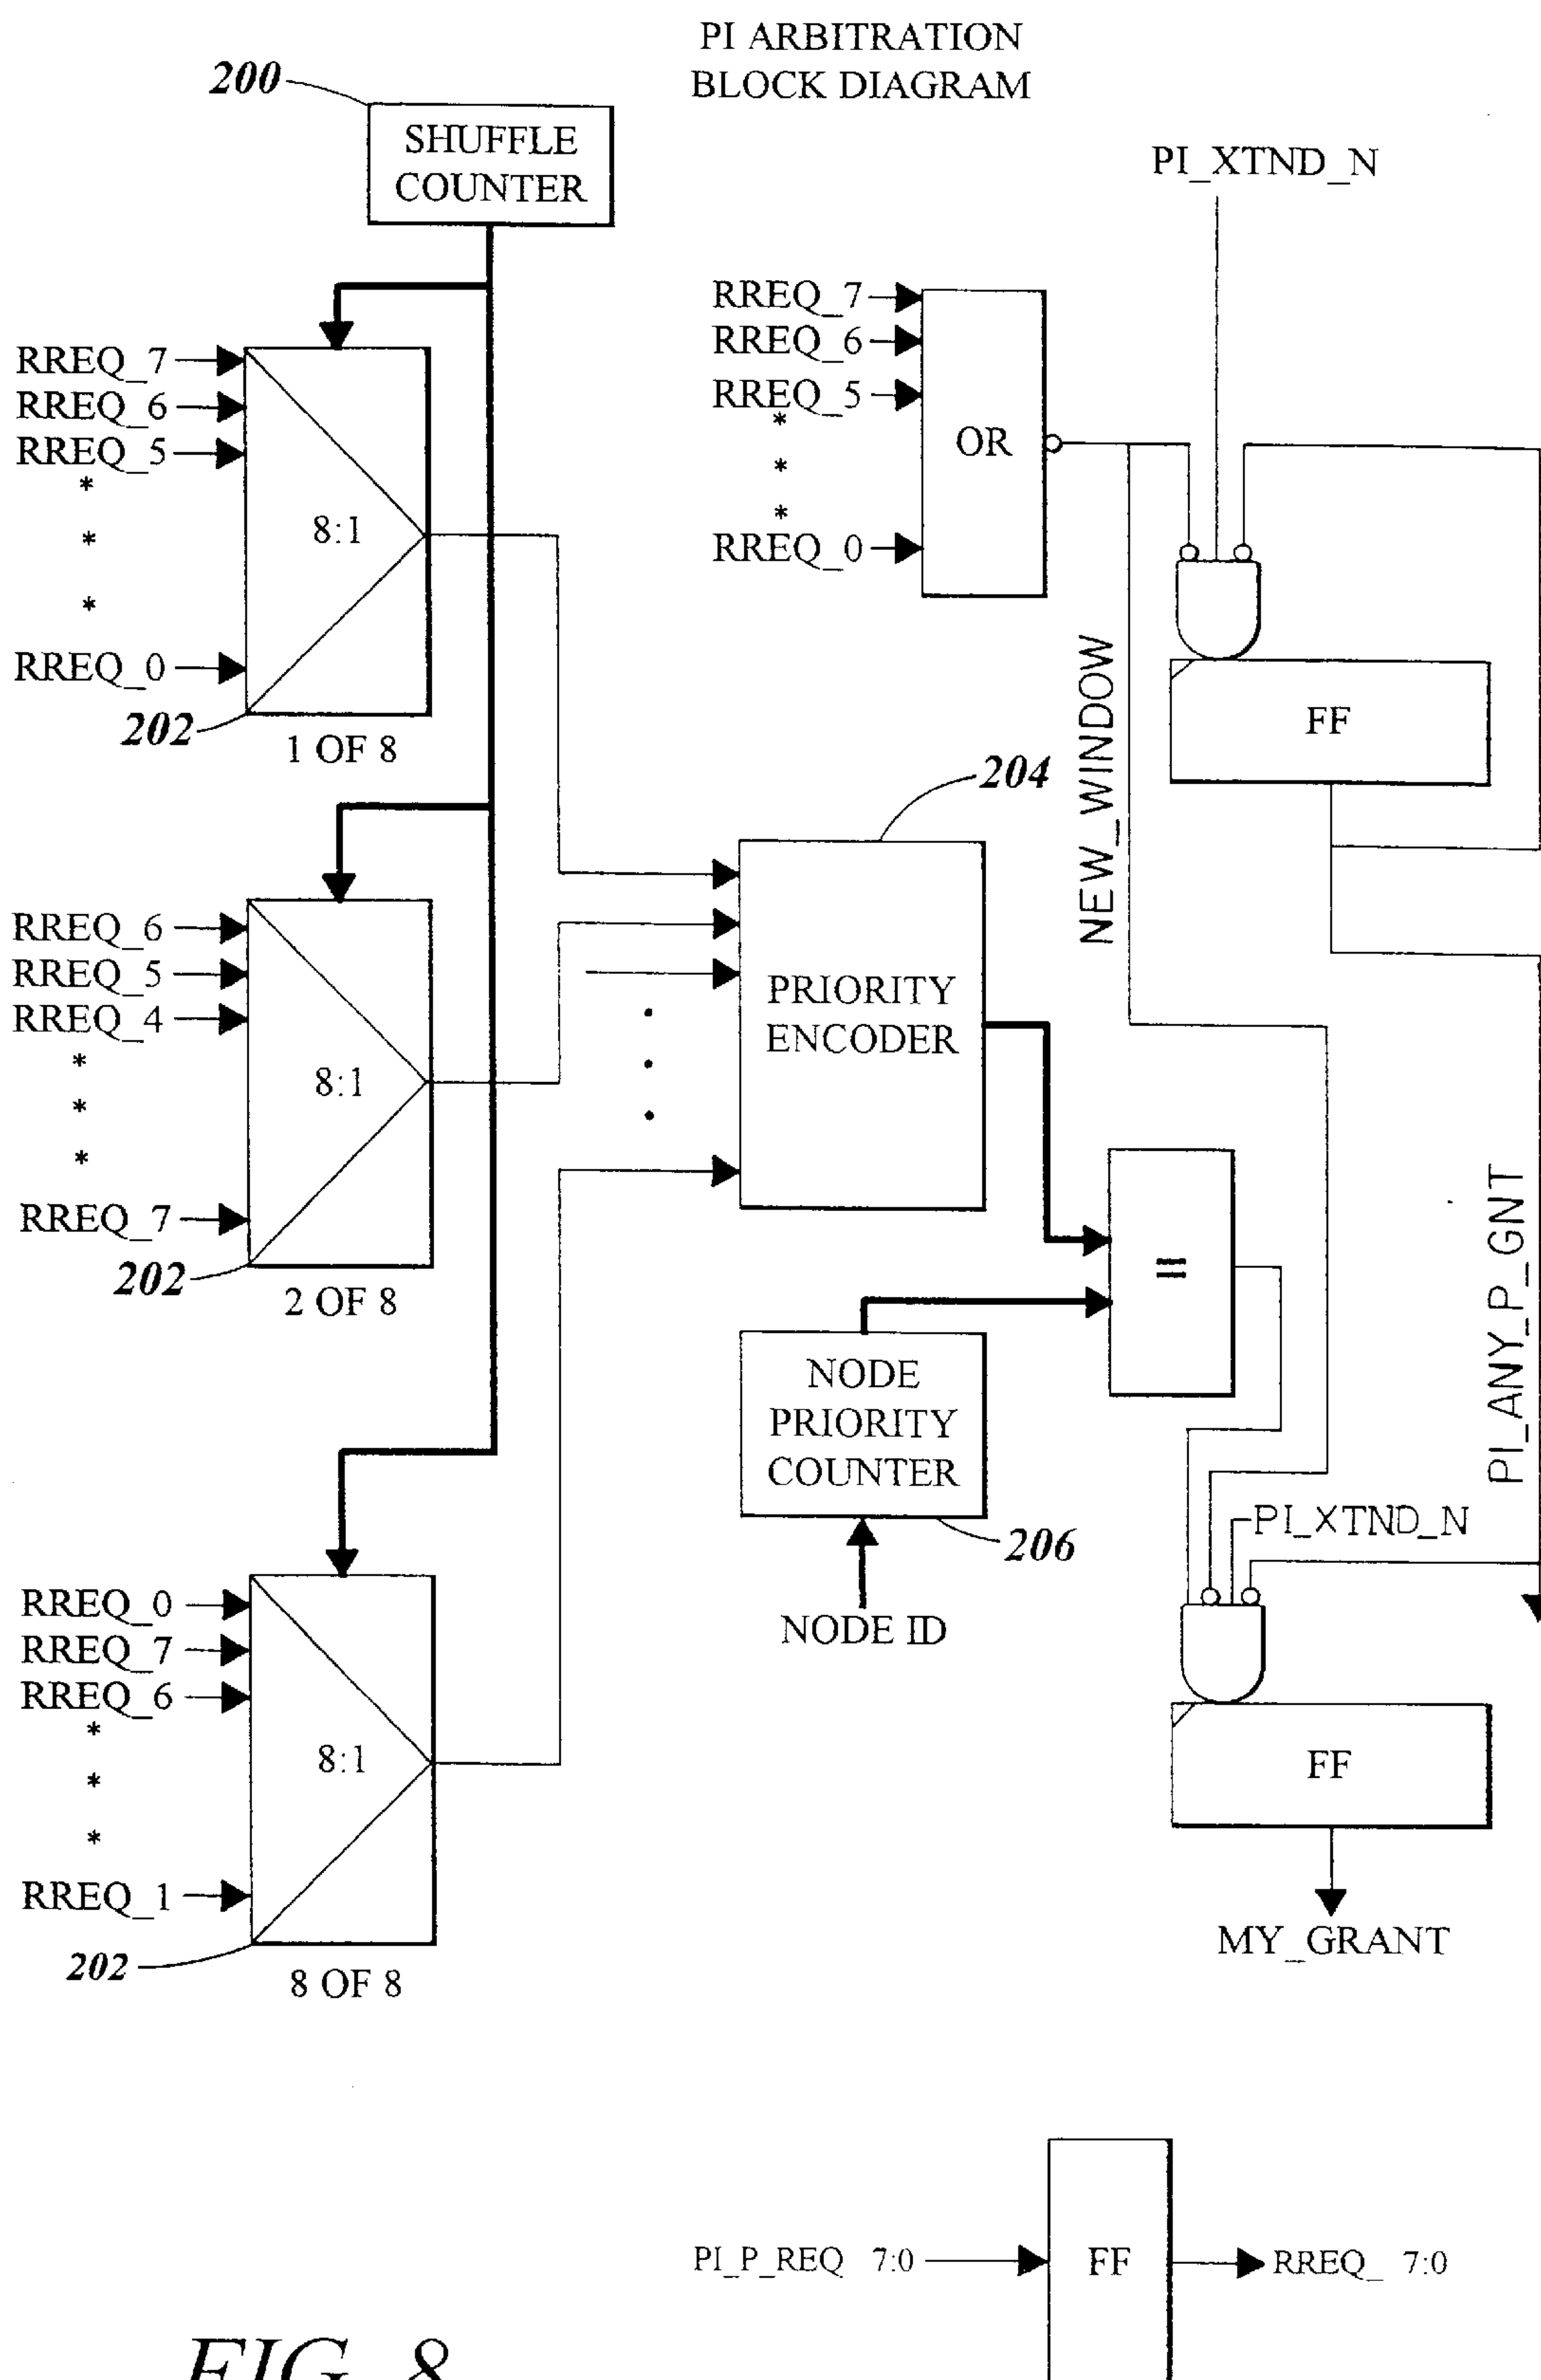 PI ARBITRATION
BLOCK DIAGRAM
200
SHUFFLE
COUNTER
PI_XTND_N
RREQ_7
RREQ_6
RREQ_5
*
*
*
RREQ_0
8:1
202
1 OF 8
RREQ_7
RREQ_6
RREQ_5
*
*
*
RREQ_0
OR
NEW_WINDOW
FF
204
RREQ_6
RREQ_5
RREQ_4
*
*
*
RREQ_7
8:1
202
2 OF 8
PRIORITY
ENCODER
=
NODE
PRIORITY
COUNTER
206
NODE ID
PI_ANY_P_GNT
PI_XTND_N
RREQ_0
RREQ_7
RREQ_6
*
*
*
RREQ_1
8:1
202
8 OF 8
FF
MY_GRANT
PI_P_REQ 7:0
FF
RREQ_ 7:0
FIG. 8